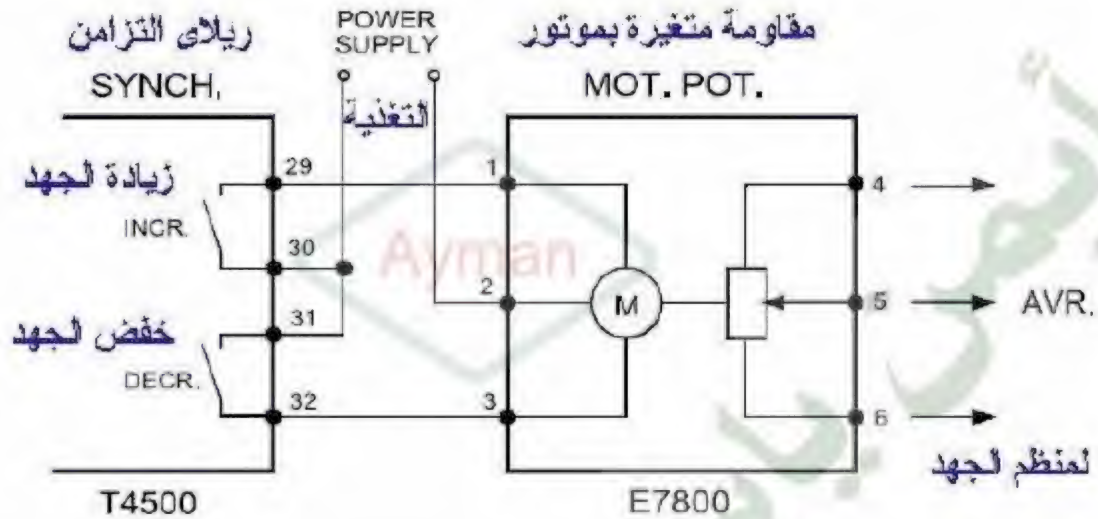 ريلاى التزامن
POWER
SUPPLY
مقاومة متغيرة بموتور
SYNCH.
MOT. POT.
التغذية
زيادة الجهد
29
1
4
INCR.
30
Ayman
2
M
5
AVR.
خفض الجهد
31
DECR.
32
3
6
لمنظم الجهد
T4500
E7800